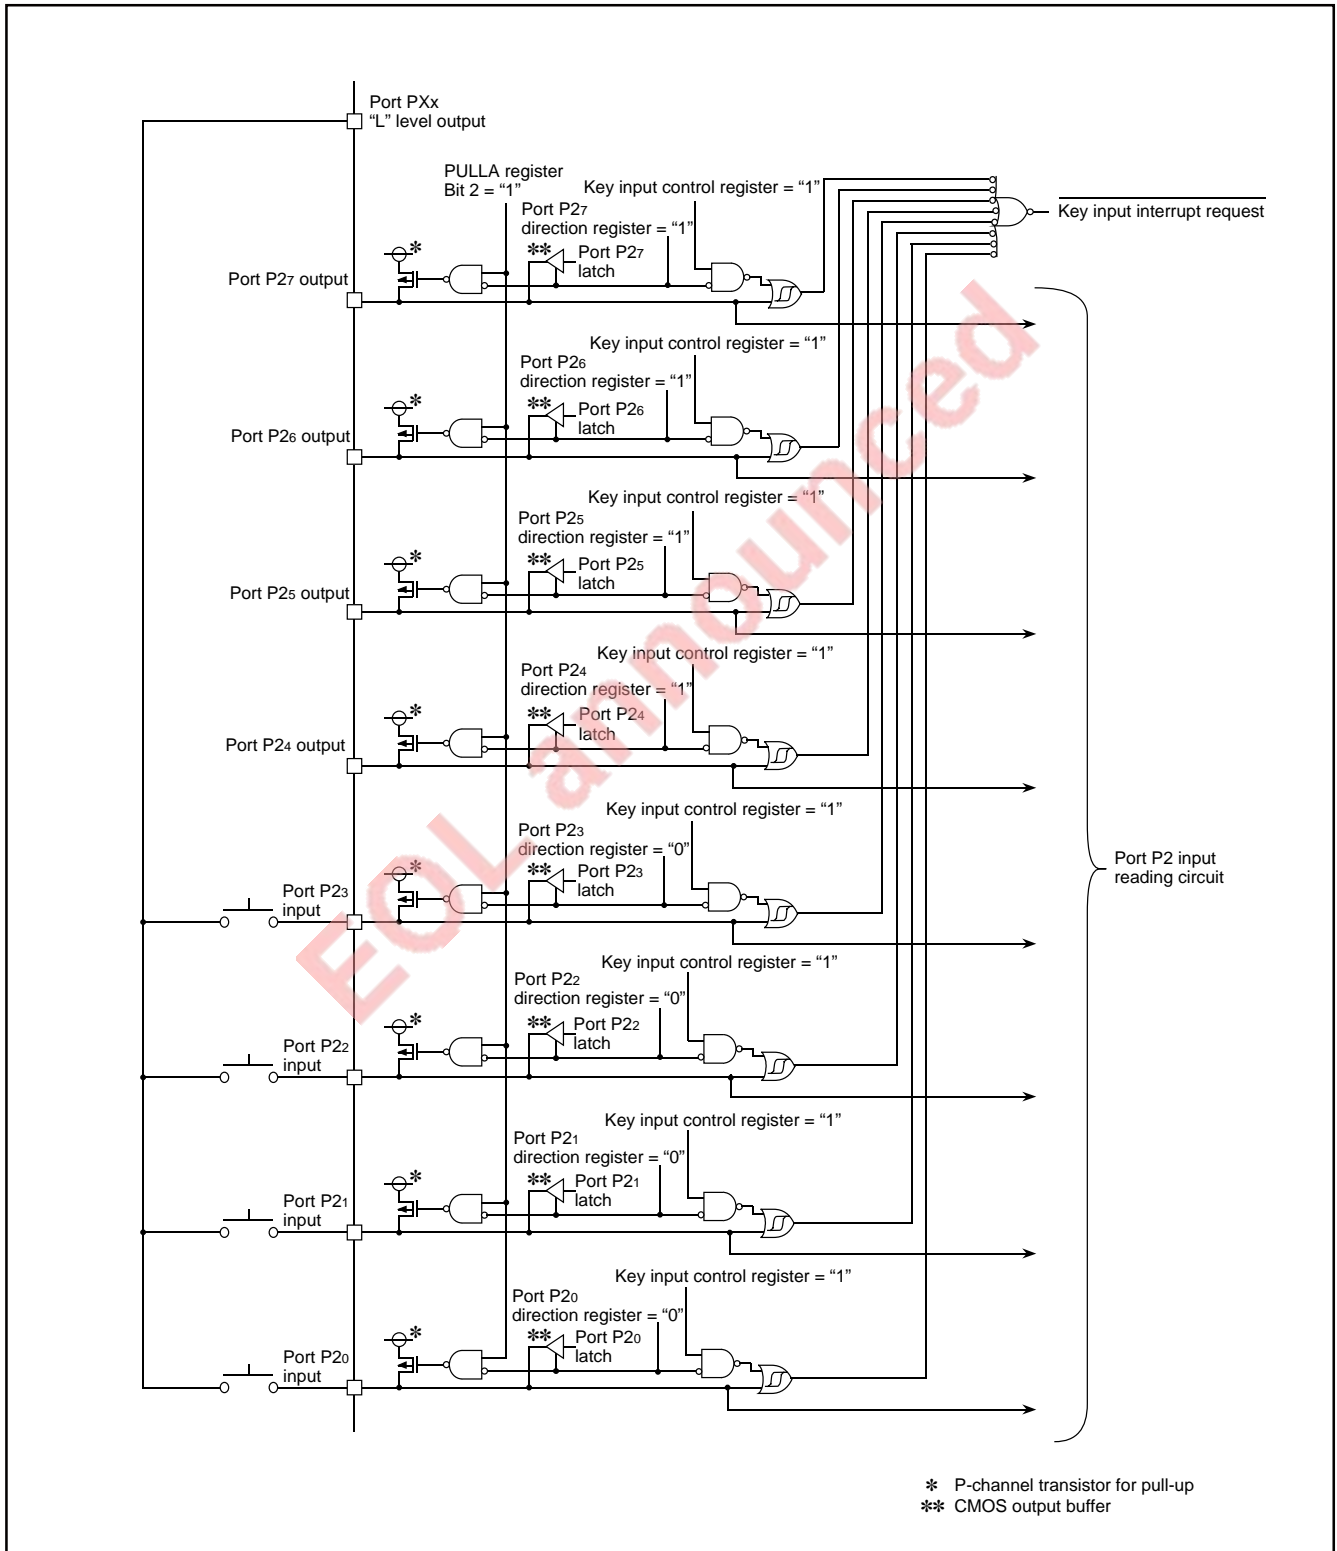 Port PXx
“L” level output
PULLA register
Bit 2 = “1”
Key input control register = “1”
Port P27
direction register = “1”
** Port P27
latch
*
Port P27 output
Key input interrupt request
Key input control register = “1”
Port P26
direction register = “1”
** Port P26
latch
*
Port P26 output
Key input control register = “1”
Port P25
direction register = “1”
** Port P25
latch
*
Port P25 output
Key input control register = “1”
Port P24
direction register = “1”
** Port P24
latch
*
Port P24 output
Key input control register = “1”
Port P23
direction register = “0”
** Port P23
latch
*
Port P23
input
Port P2 input
reading circuit
Key input control register = “1”
Port P22
direction register = “0”
** Port P22
latch
*
Port P22
input
Key input control register = “1”
Port P21
direction register = “0”
** Port P21
latch
*
Port P21
input
Key input control register = “1”
Port P20
direction register = “0”
** Port P20
latch
*
Port P20
input
* P-channel transistor for pull-up
** CMOS output buffer
EOL announced